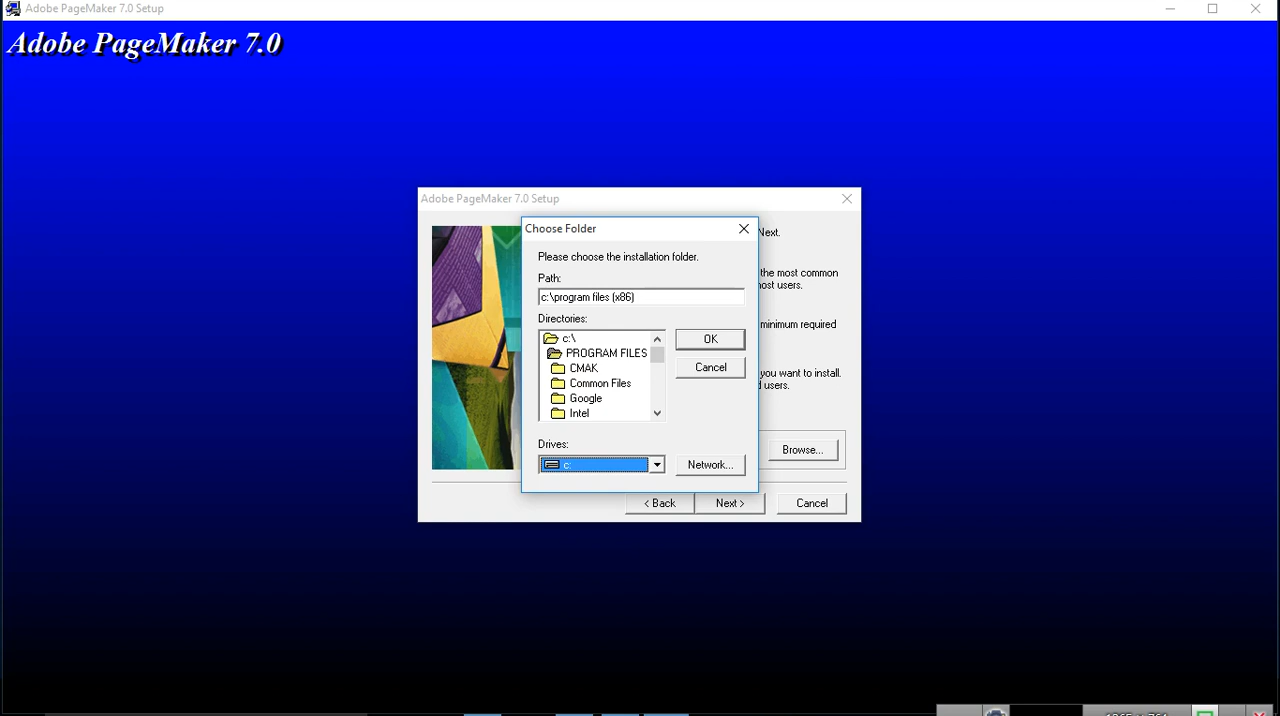 Adobe PageMaker 7.0 Setup
Adobe PageMaker 7.0
Adobe PageMaker 7.0 Setup
Choose Folder
Next.
Please choose the installation folder.
Path:
c:\program files (x86)
the most common
ost users.
Directories:
minimum required
c:\
OK
PROGRAM FILES
CMAK
Cancel
you want to install.
Common Files
d users.
Google
Intel
Drives:
Browse...
c:
Network...
< Back
Next >
Cancel